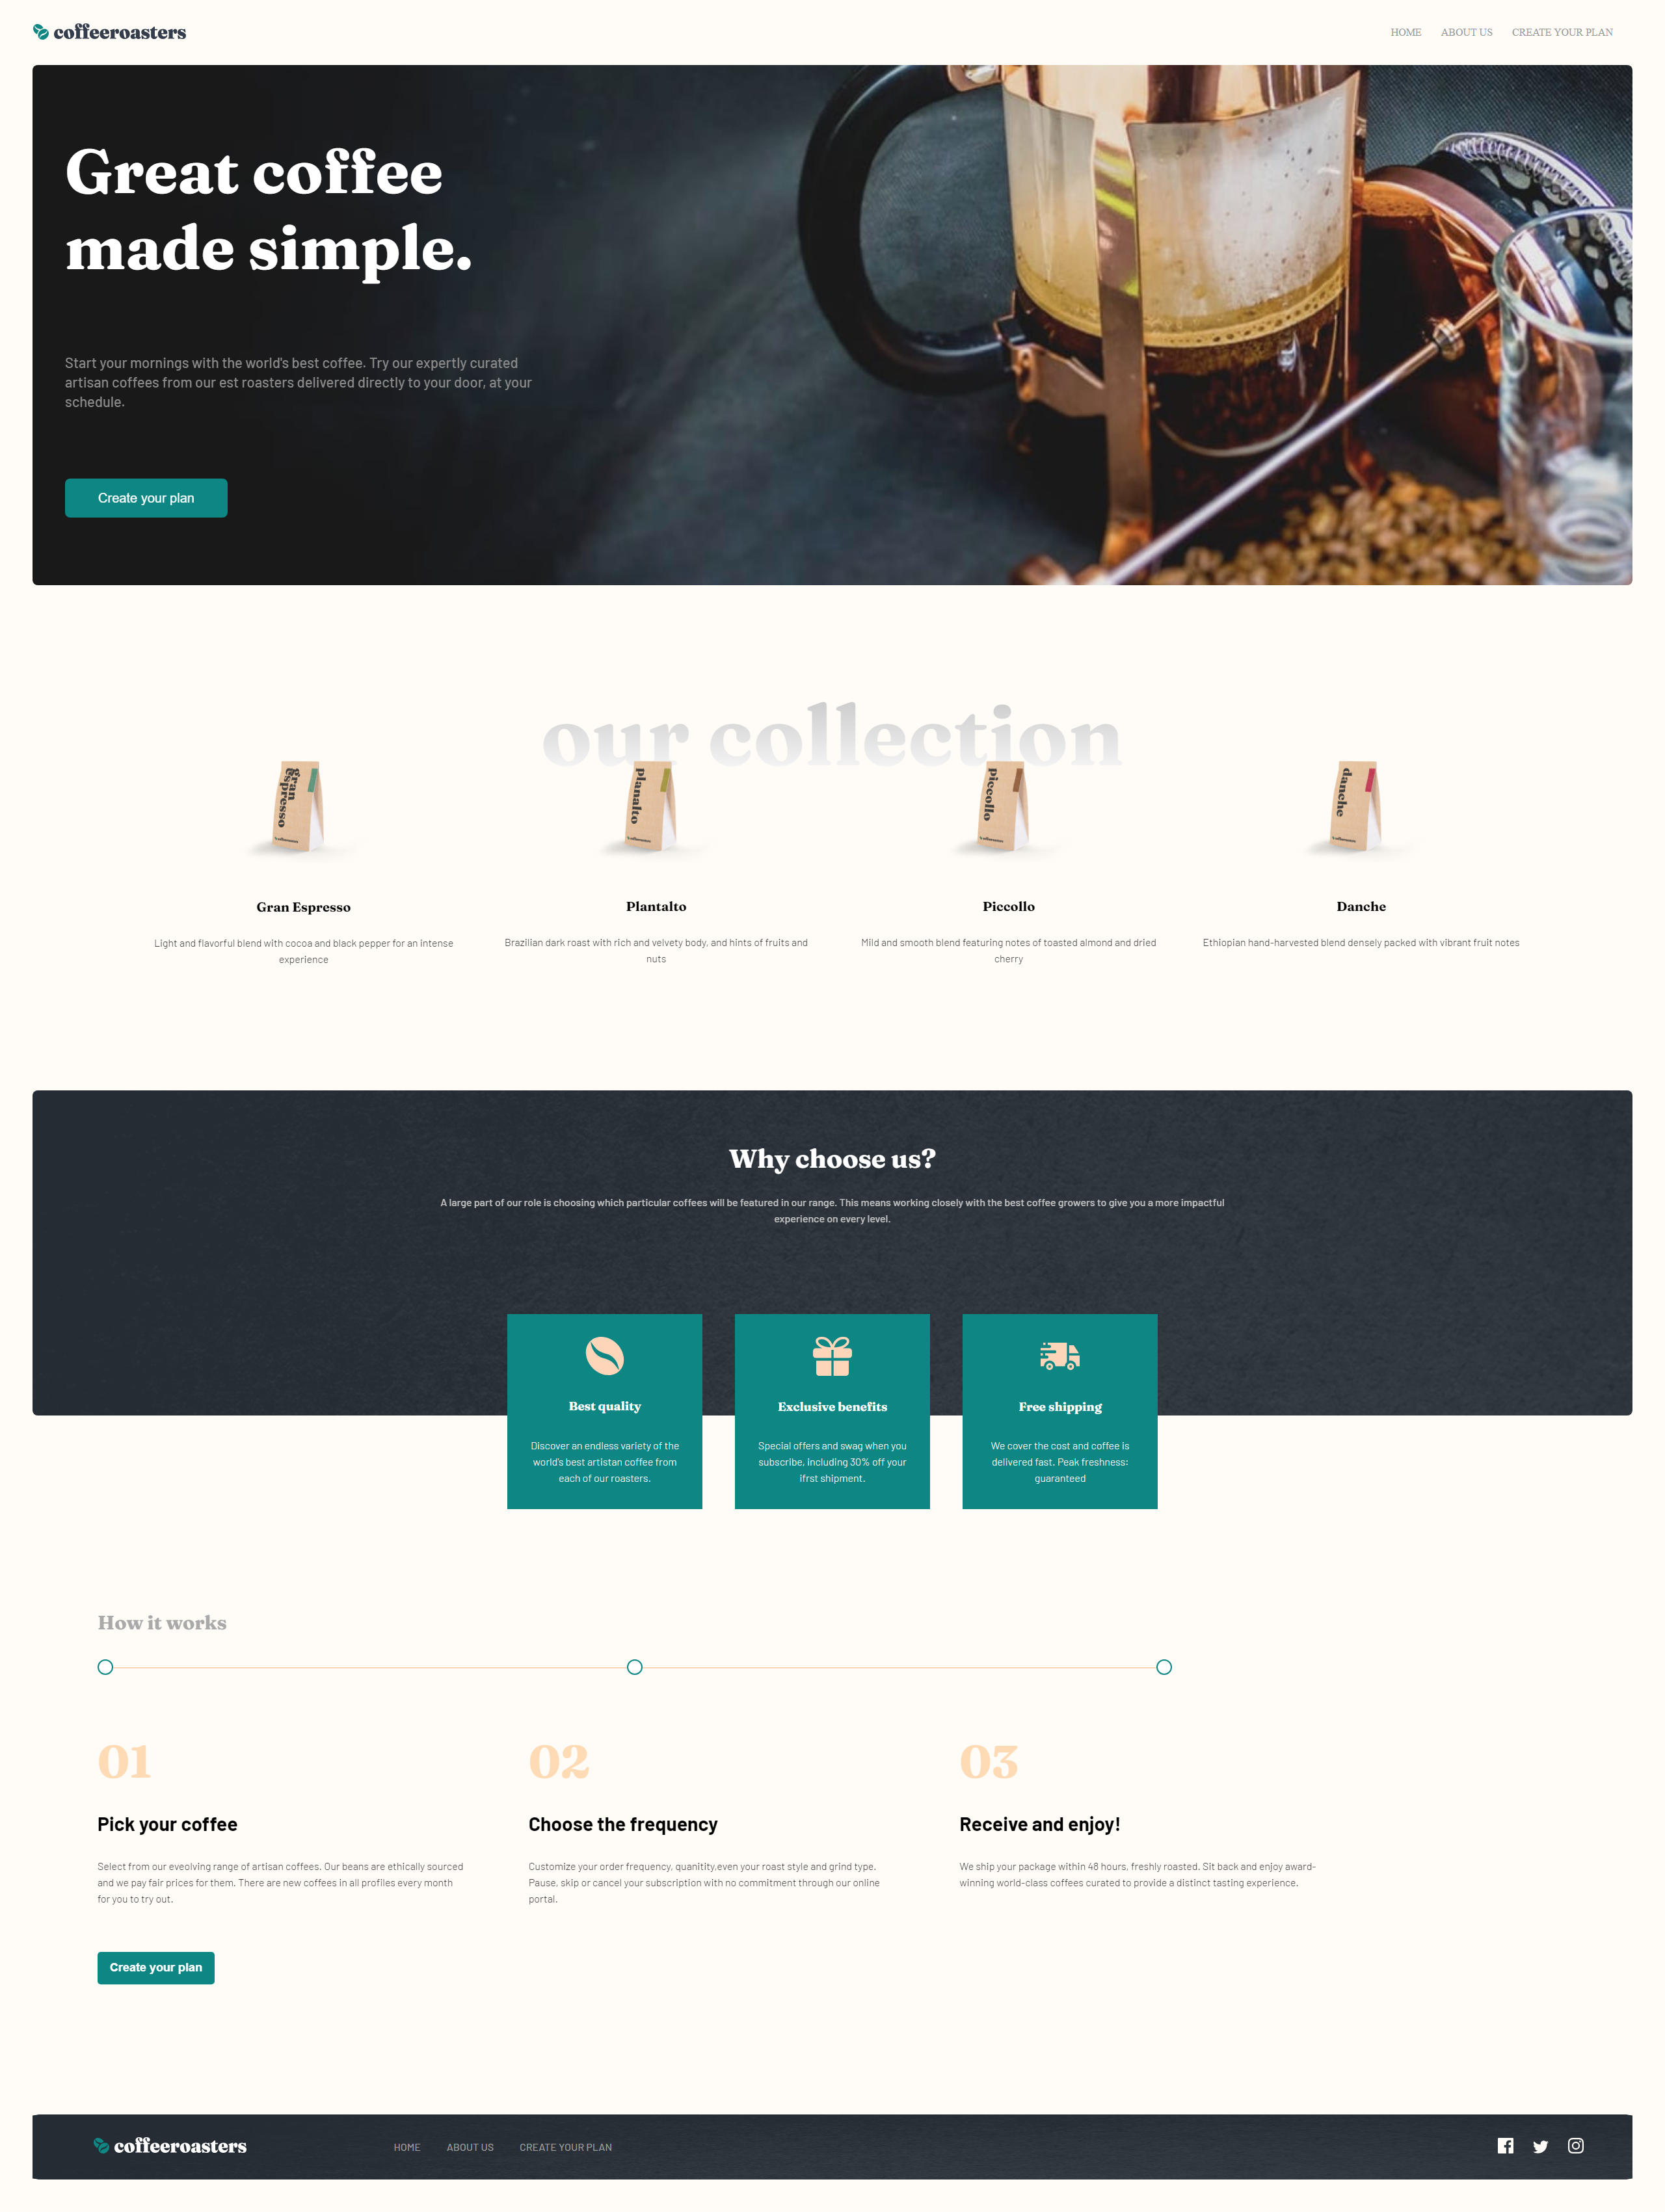 coffeeroasters
HOME ABOUT US CREATE YOUR PLAN
Great coffee
made simple.
Start your mornings with the world's best coffee. Try our expertly curated
artisan coffees from our est roasters delivered directly to your door, at your
schedule.
Create your plan
our collection
gran
espresso
coffeeroasters
planalto
coffeeroasters
piccollo
coffeeroasters
danche
coffeeroasters
Gran Espresso
Light and flavorful blend with cocoa and black pepper for an intense
experience
Plantalto
Brazilian dark roast with rich and velvety body, and hints of fruits and
nuts
Piccollo
Mild and smooth blend featuring notes of toasted almond and dried
cherry
Danche
Ethiopian hand-harvested blend densely packed with vibrant fruit notes
Why choose us?
A large part of our role is choosing which particular coffees will be featured in our range. This means working closely with the best coffee growers to give you a more impactful
experience on every level.
Best quality
Discover an endless variety of the
world's best artistan coffee from
each of our roasters.
Exclusive benefits
Special offers and swag when you
subscribe, including 30% off your
ifrst shipment.
Free shipping
We cover the cost and coffee is
delivered fast. Peak freshness:
guaranteed
How it works
01
Pick your coffee
Select from our eveolving range of artisan coffees. Our beans are ethically sourced
and we pay fair prices for them. There are new coffees in all profiles every month
for you to try out.
02
Choose the frequency
Customize your order frequency, quanitity,even your roast style and grind type.
Pause, skip or cancel your subscription with no commitment through our online
portal.
03
Receive and enjoy!
We ship your package within 48 hours, freshly roasted. Sit back and enjoy award-
winning world-class coffees curated to provide a distinct tasting experience.
Create your plan
coffeeroasters
HOME ABOUT US CREATE YOUR PLAN